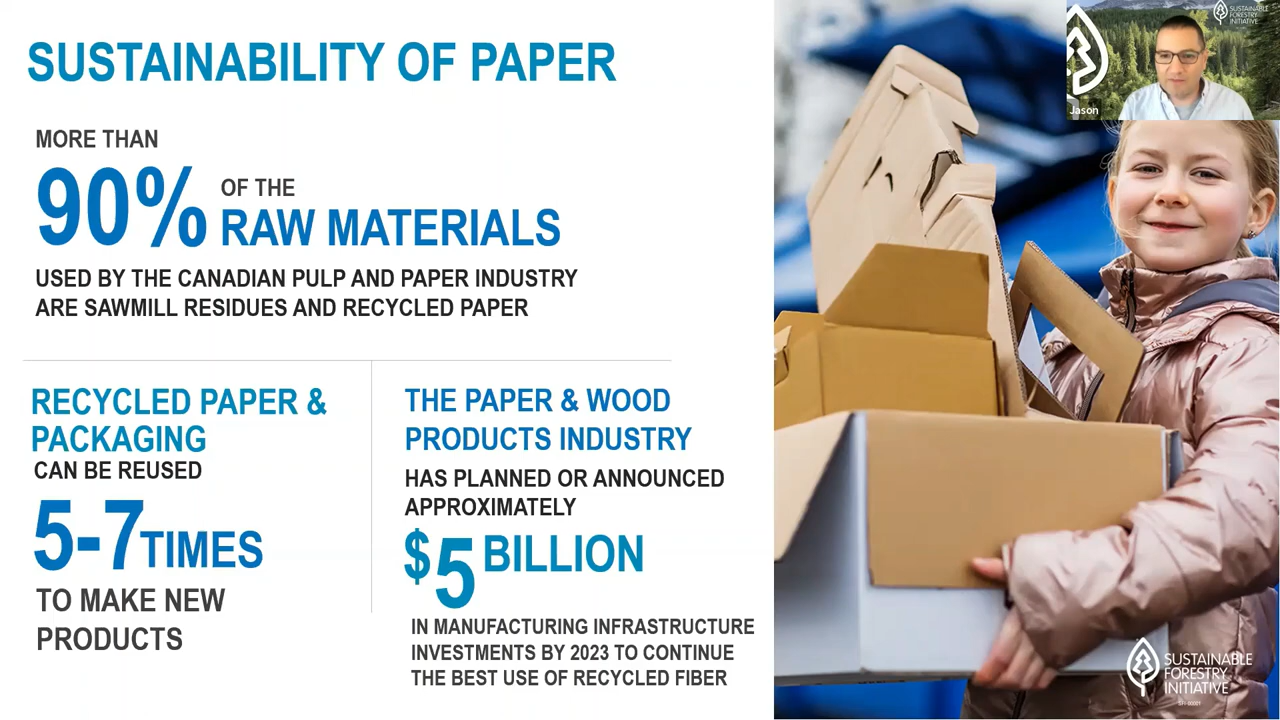 SUSTAINABILITY OF PAPER
MORE THAN
90% OF THE
RAW MATERIALS
USED BY THE CANADIAN PULP AND PAPER INDUSTRY
ARE SAWMILL RESIDUES AND RECYCLED PAPER
RECYCLED PAPER &
PACKAGING
CAN BE REUSED
5-7 TIMES
TO MAKE NEW
PRODUCTS
THE PAPER & WOOD
PRODUCTS INDUSTRY
HAS PLANNED OR ANNOUNCED
APPROXIMATELY
$5 BILLION
IN MANUFACTURING INFRASTRUCTURE
INVESTMENTS BY 2023 TO CONTINUE
THE BEST USE OF RECYCLED FIBER
SUSTAINABLE
FORESTRY
INITIATIVE
Jason
SUSTAINABLE
FORESTRY
INITIATIVE
SFI-00001